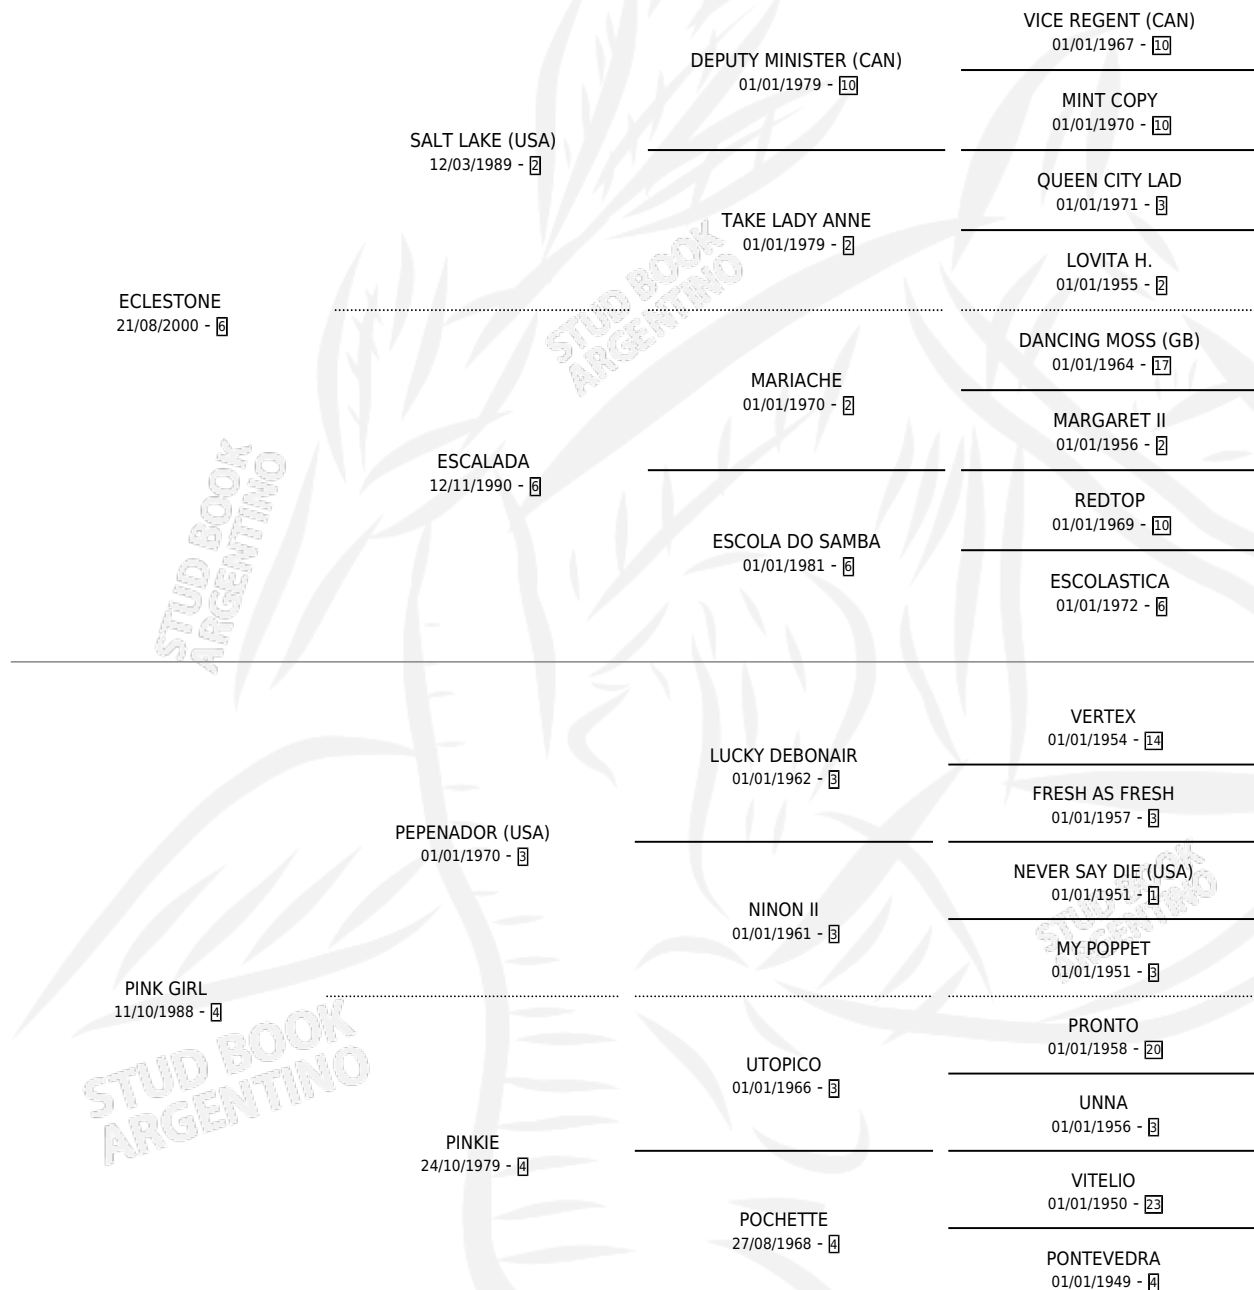 VICE REGENT (CAN)
01/01/1967 - 10
DEPUTY MINISTER (CAN)
01/01/1979 - 10
MINT COPY
01/01/1970 - 10
SALT LAKE (USA)
12/03/1989 - 2
QUEEN CITY LAD
01/01/1971 - 3
TAKE LADY ANNE
01/01/1979 - 2
LOVITA H.
01/01/1955 - 2
ECLESTONE
21/08/2000 - 6
DANCING MOSS (GB)
01/01/1964 - 17
MARIACHE
01/01/1970 - 2
MARGARET II
01/01/1956 - 2
ESCALADA
12/11/1990 - 6
REDTOP
01/01/1969 - 10
ESCOLA DO SAMBA
01/01/1981 - 6
ESCOLASTICA
01/01/1972 - 6
VERTEX
01/01/1954 - 14
LUCKY DEBONAIR
01/01/1962 - 3
FRESH AS FRESH
01/01/1957 - 3
PEPENADOR (USA)
01/01/1970 - 3
NEVER SAY DIE (USA)
01/01/1951 - 1
NINON II
01/01/1961 - 3
MY POPPET
01/01/1951 - 3
PINK GIRL
11/10/1988 - 4
PRONTO
01/01/1958 - 20
UTOPICO
01/01/1966 - 3
UNNA
01/01/1956 - 3
PINKIE
24/10/1979 - 4
VITELIO
01/01/1950 - 23
POCHETTE
27/08/1968 - 4
PONTEVEDRA
01/01/1949 - 4
STUD BOOK
ARGENTINO
STUD BOOK
ARGENTINO
STUD BOOK
ARGENTINO
STUD BOOK
ARGENTINO